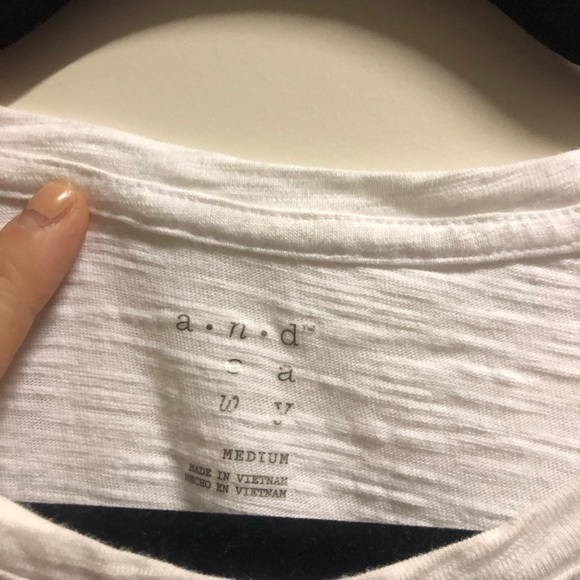 a • n • d™
e a
w y
MEDIUM
MADE IN VIETNAM
HECHO EN VIETNAM